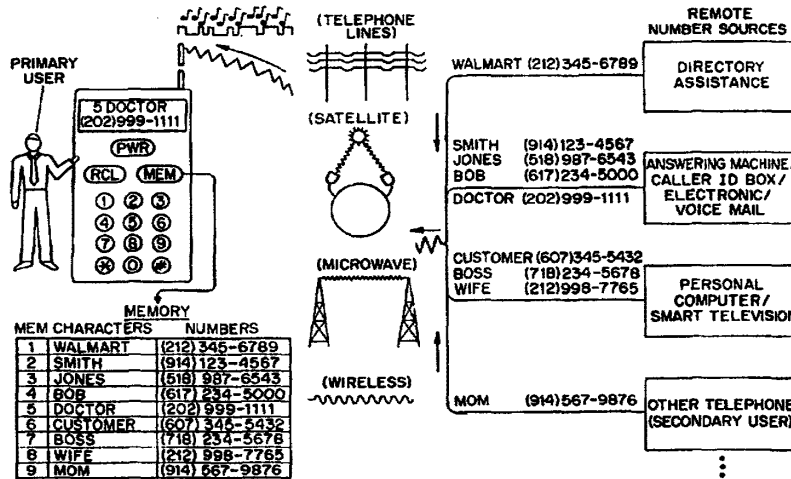 PRIMARY
USER
5 DOCTOR
(202)999-1111
PWR
RCL MEM
1 2 3
4 5 6
7 8 9
* 0 #
MEMORY
MEM CHARACTERS NUMBERS
1 WALMART (212)345-6789
2 SMITH (914)123-4567
3 JONES (518)987-6543
4 BOB (617)234-5000
5 DOCTOR (202)999-1111
6 CUSTOMER (607)345-5432
7 BOSS (718)234-5678
8 WIFE (212)998-7765
9 MOM (914)567-9876
(TELEPHONE
LINES)
(SATELLITE)
(MICROWAVE)
(WIRELESS)
REMOTE
NUMBER SOURCES
WALMART (212)345-6789
DIRECTORY
ASSISTANCE
SMITH (914)123-4567
JONES (518)987-6543
BOB (617)234-5000
DOCTOR (202)999-1111
ANSWERING MACHINE/
CALLER ID BOX/
ELECTRONIC/
VOICE MAIL
CUSTOMER (607)345-5432
BOSS (718)234-5678
WIFE (212)998-7765
PERSONAL
COMPUTER/
SMART TELEVISION
MOM (914)567-9876
OTHER TELEPHONE
(SECONDARY USER)